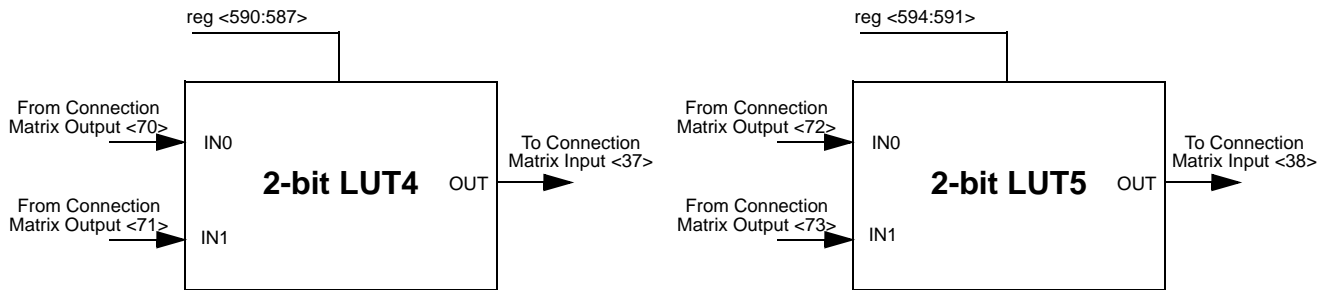 reg <590:587>
From Connection
Matrix Output <70>
IN0
2-bit LUT4
OUT
To Connection
Matrix Input <37>
From Connection
Matrix Output <71>
IN1
reg <594:591>
From Connection
Matrix Output <72>
IN0
2-bit LUT5
OUT
To Connection
Matrix Input <38>
From Connection
Matrix Output <73>
IN1